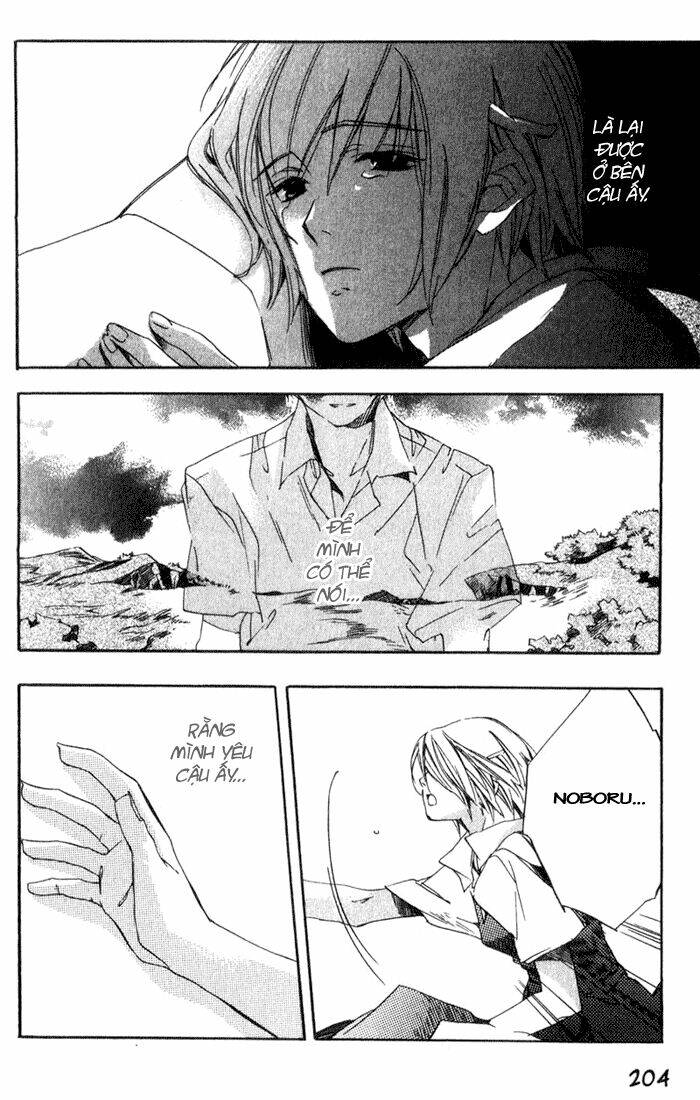 LÀ LẠI
ĐƯỢC
Ở BÊN
CẬU ẤY.
ĐỂ
MÌNH
CÓ THỂ
NÓI...
RẰNG
MÌNH YÊU
CẬU ẤY...
NOBORU...
204